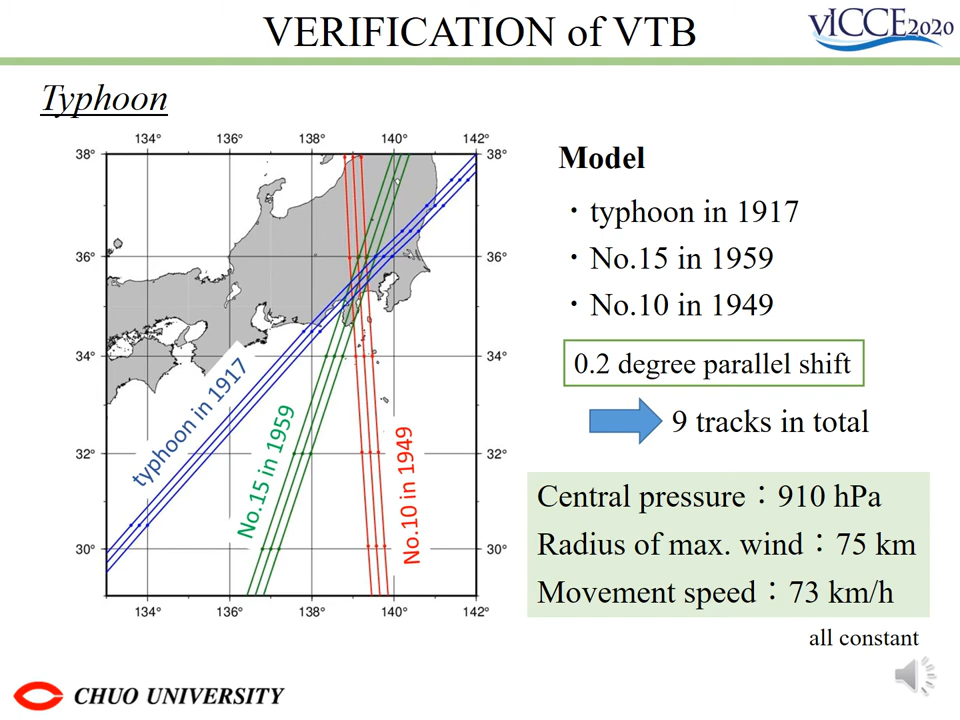 VERIFICATION of VTB
vICCE2020
Typhoon
134° 136° 138° 140° 142°
38° 38°
36° 36°
34° 34°
32° 32°
30° 30°
134° 136° 138° 140° 142°
typhoon in 1917
No.15 in 1959
No.10 in 1949
Model
・typhoon in 1917
・No.15 in 1959
・No.10 in 1949
0.2 degree parallel shift
9 tracks in total
Central pressure：910 hPa
Radius of max. wind：75 km
Movement speed：73 km/h
all constant
CHUO UNIVERSITY